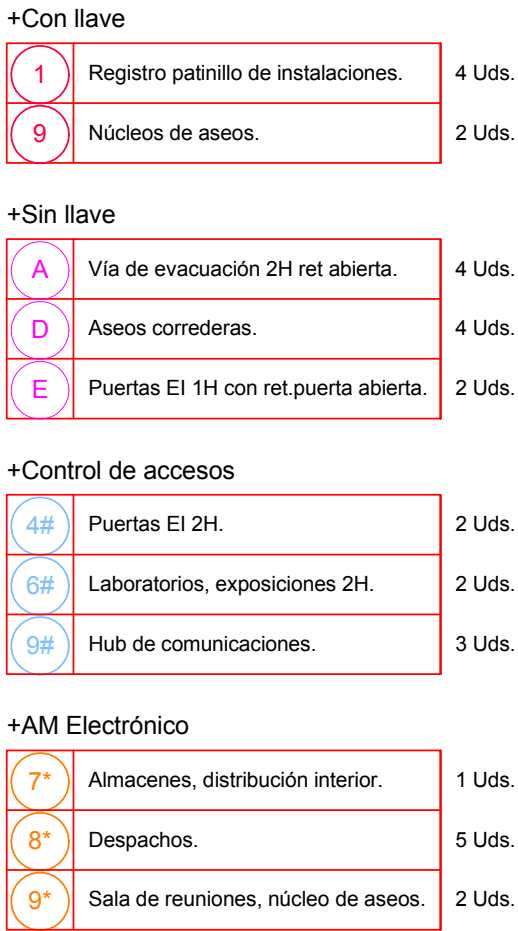 +Con llave
1 Registro patinillo de instalaciones. 4 Uds.
9 Núcleos de aseos. 2 Uds.
+Sin llave
A Vía de evacuación 2H ret abierta. 4 Uds.
D Aseos correderas. 4 Uds.
E Puertas EI 1H con ret.puerta abierta. 2 Uds.
+Control de accesos
4# Puertas EI 2H. 2 Uds.
6# Laboratorios, exposiciones 2H. 2 Uds.
9# Hub de comunicaciones. 3 Uds.
+AM Electrónico
7* Almacenes, distribución interior. 1 Uds.
8* Despachos. 5 Uds.
9* Sala de reuniones, núcleo de aseos. 2 Uds.